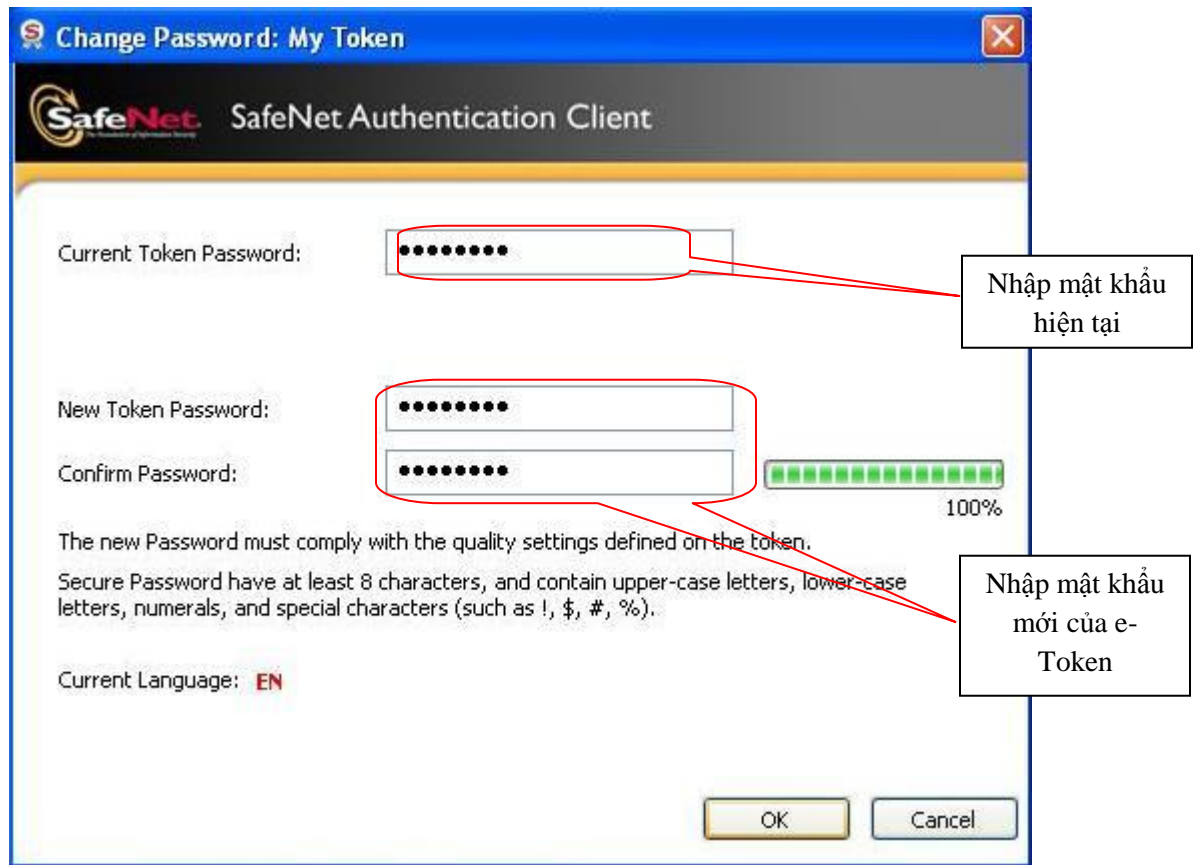 Change Password: My Token
SafeNet. SafeNet Authentication Client
Current Token Password: ••••••••
Nhập mật khẩu
hiện tại
New Token Password: ••••••••
Confirm Password: ••••••••
100%
The new Password must comply with the quality settings defined on the token.
Secure Password have at least 8 characters, and contain upper-case letters, lower-case
letters, numerals, and special characters (such as !, $, #, %).
Nhập mật khẩu
mới của e-
Token
Current Language: EN
OK Cancel